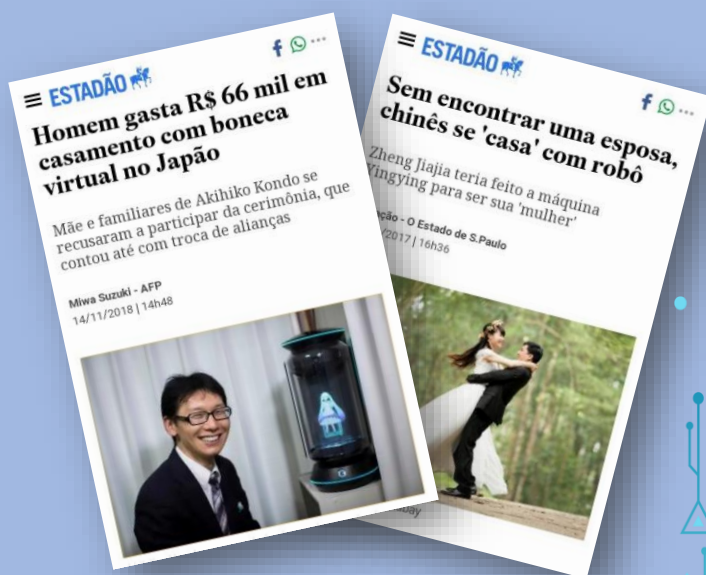 ESTADÃO
Homem gasta R$ 66 mil em
casamento com boneca
virtual no Japão
Mãe e familiares de Akihiko Kondo se
recusaram a participar da cerimônia, que
contou até com troca de alianças
Miwa Suzuki - AFP
14/11/2018 | 14h48
ESTADÃO
Sem encontrar uma esposa,
chinês se 'casa' com robô
Zheng Jiajia teria feito a máquina
Yingying para ser sua 'mulher'
- O Estado de S.Paulo
/2017 | 16h36